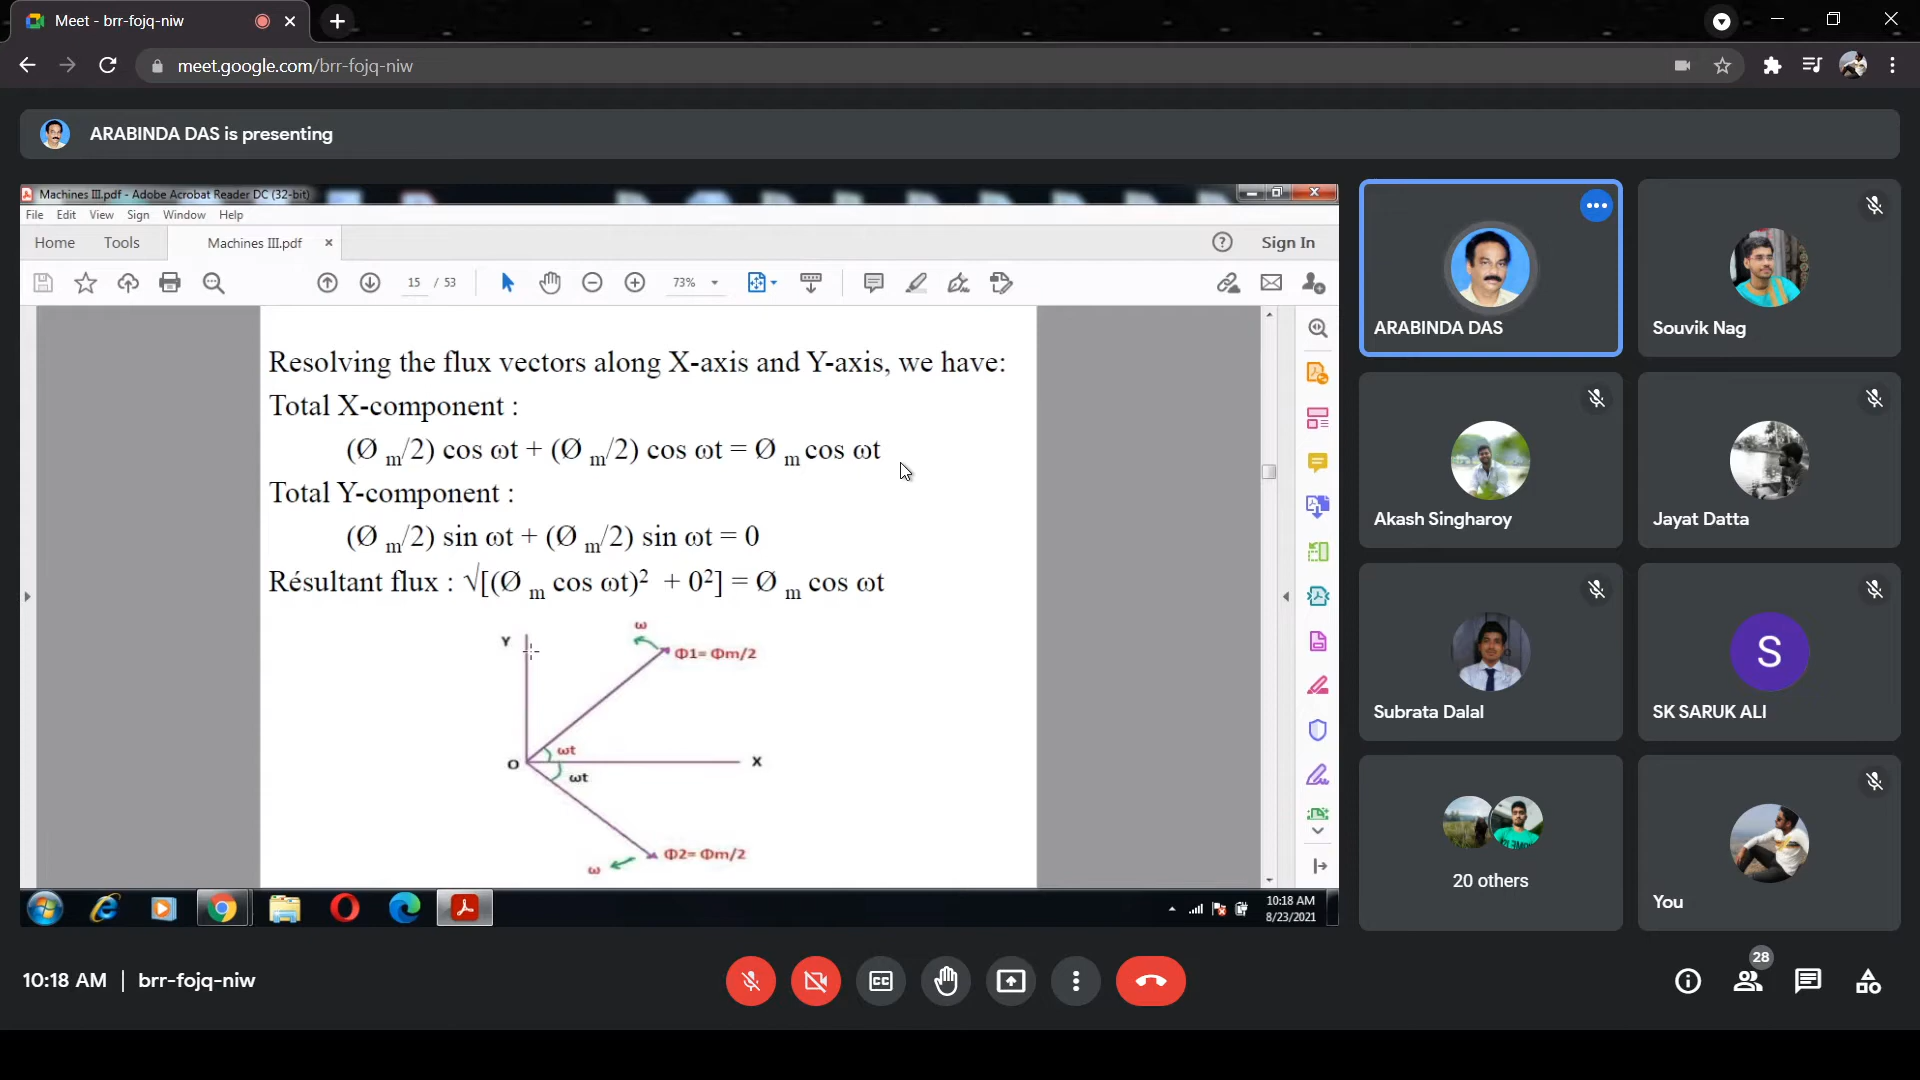 Meet - brr-fojq-niw
meet.google.com/brr-fojq-niw
ARABINDA DAS is presenting
Machines III.pdf - Adobe Acrobat Reader DC (32-bit)
File Edit View Sign Window Help
Home Tools Machines III.pdf × Sign In
15 / 53 73%
Resolving the flux vectors along X-axis and Y-axis, we have:
Total X-component :
(Ø m/2) cos ωt + (Ø m/2) cos ωt = Ø m cos ωt
Total Y-component :
(Ø m/2) sin ωt + (Ø m/2) sin ωt = 0
Résultant flux : √[(Ø m cos ωt)² + 0²] = Ø m cos ωt
ω
Y
Φ1= Φm/2
ωt
O X
ωt
Φ2= Φm/2
ω
10:18 AM
8/23/2021
ARABINDA DAS
Souvik Nag
Akash Singharoy
Jayat Datta
Subrata Dalal
S
SK SARUK ALI
20 others
You
10:18 AM | brr-fojq-niw
CC
28